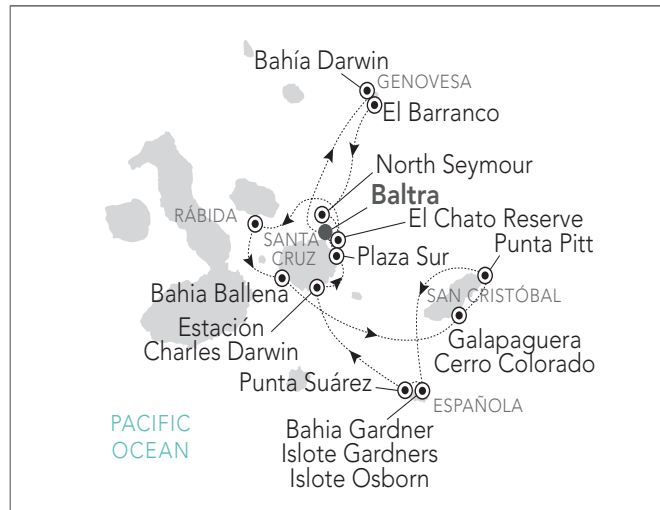 Bahía Darwin
GENOVESA
El Barranco
North Seymour
Baltra
RÁBIDA
SANTA
CRUZ
El Chato Reserve
Punta Pitt
Plaza Sur
Bahia Ballena
SAN CRISTÓBAL
Estación
Charles Darwin
Galapaguera
Cerro Colorado
Punta Suárez
ESPAÑOLA
Bahia Gardner
Islote Gardners
Islote Osborn
PACIFIC
OCEAN